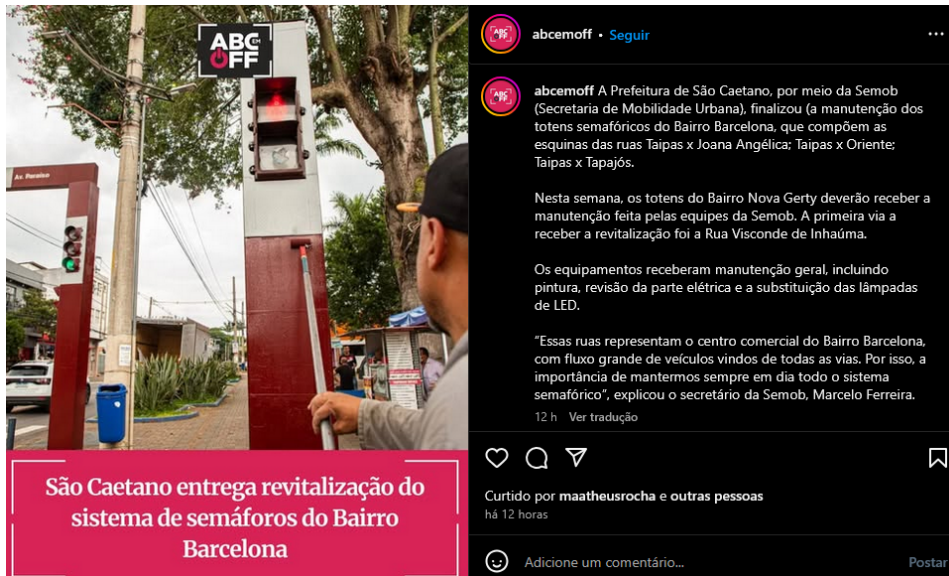 ABC EM
OFF
Av. Paraíso
São Caetano entrega revitalização do
sistema de semáforos do Bairro
Barcelona
abcemoff • Seguir
abcemoff A Prefeitura de São Caetano, por meio da Semob
(Secretaria de Mobilidade Urbana), finalizou (a manutenção dos
totens semafóricos do Bairro Barcelona, que compõem as
esquinas das ruas Taipas x Joana Angélica; Taipas x Oriente;
Taipas x Tapajós.
Nesta semana, os totens do Bairro Nova Gerty deverão receber a
manutenção feita pelas equipes da Semob. A primeira via a
receber a revitalização foi a Rua Visconde de Inhaúma.
Os equipamentos receberam manutenção geral, incluindo
pintura, revisão da parte elétrica e a substituição das lâmpadas
de LED.
"Essas ruas representam o centro comercial do Bairro Barcelona,
com fluxo grande de veículos vindos de todas as vias. Por isso, a
importância de mantermos sempre em dia todo o sistema
semafórico", explicou o secretário da Semob, Marcelo Ferreira.
12 h Ver tradução
Curtido por maatheusrocha e outras pessoas
há 12 horas
Adicione um comentário...
Postar